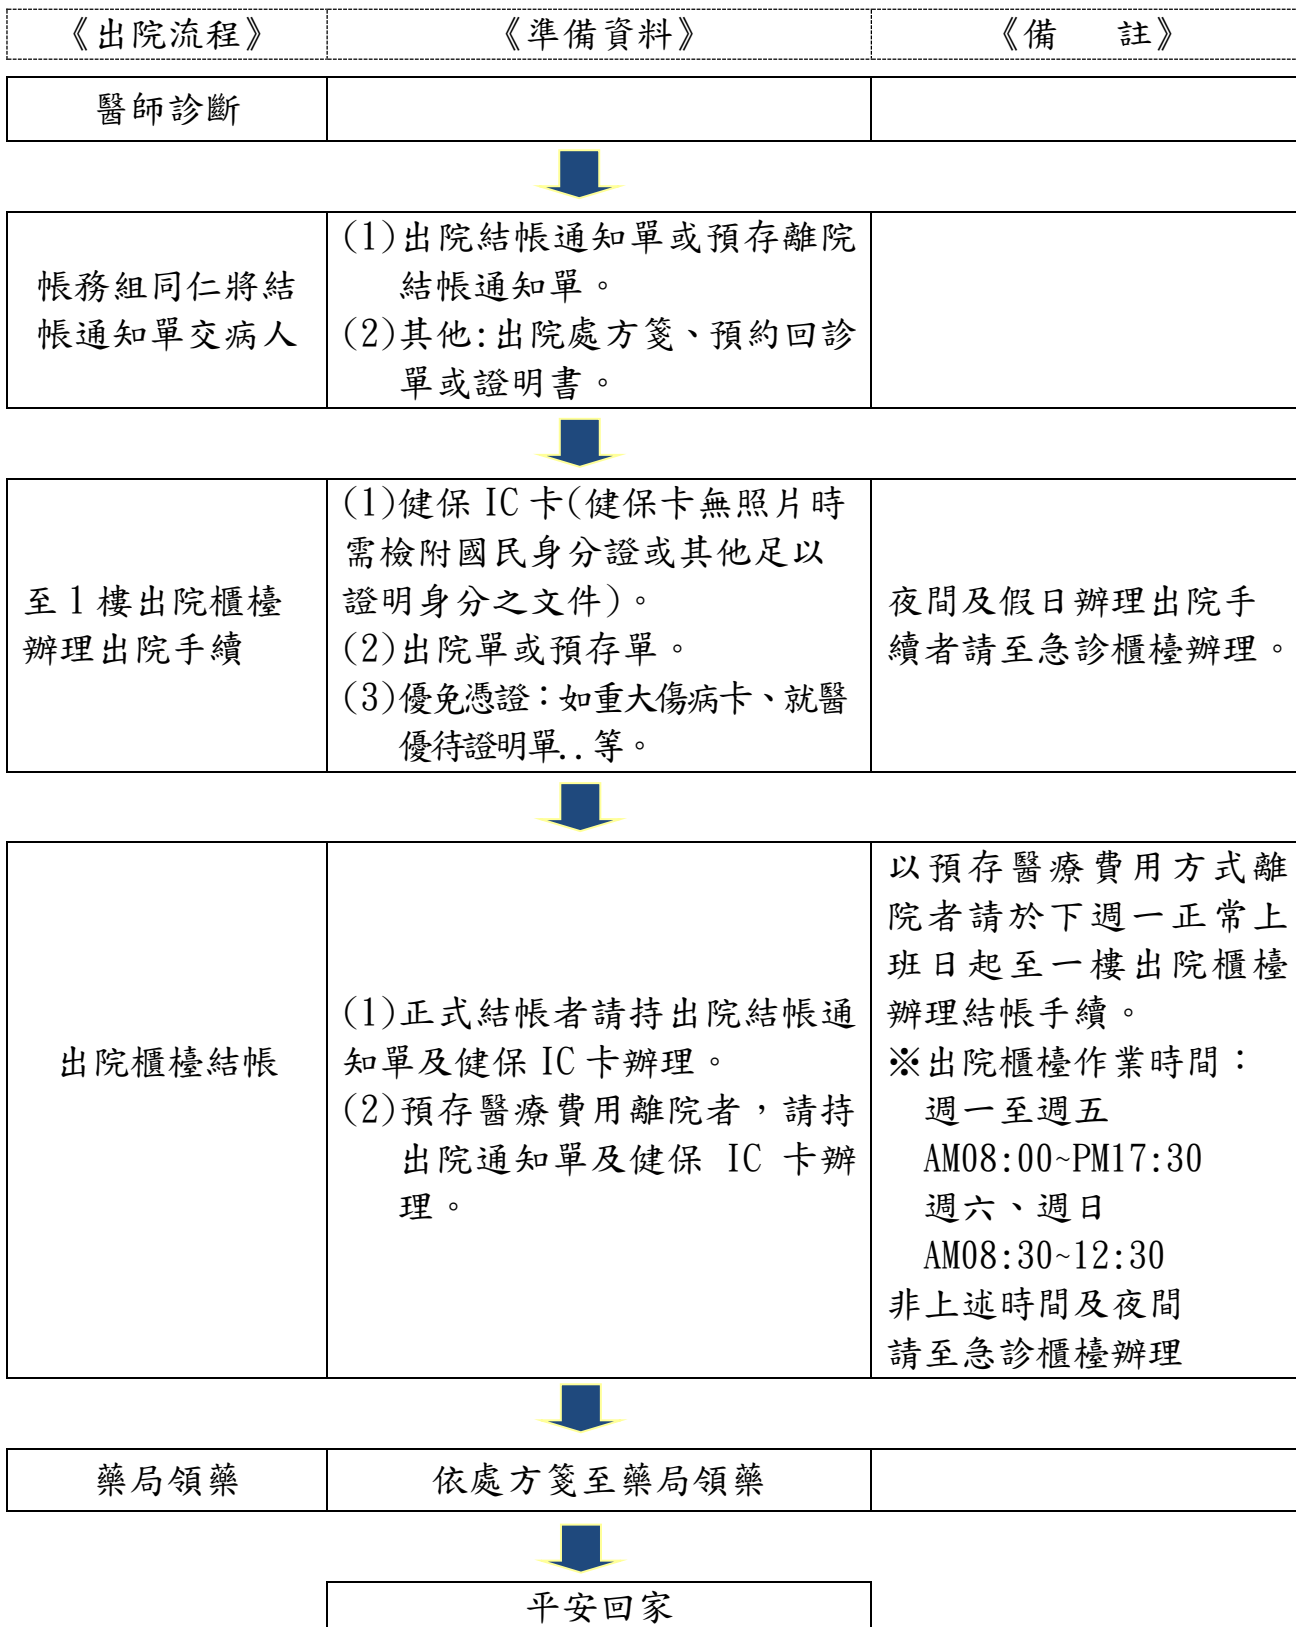 《出院流程》
《準備資料》
《備　註》
醫師診斷
帳務組同仁將結
帳通知單交病人
(1)出院結帳通知單或預存離院
結帳通知單。
(2)其他:出院處方箋、預約回診
單或證明書。
至1樓出院櫃檯
辦理出院手續
(1)健保 IC 卡(健保卡無照片時
需檢附國民身分證或其他足以
證明身分之文件)。
(2)出院單或預存單。
(3)優免憑證：如重大傷病卡、就醫
優待證明單..等。
夜間及假日辦理出院手
續者請至急診櫃檯辦理。
出院櫃檯結帳
(1)正式結帳者請持出院結帳通
知單及健保 IC 卡辦理。
(2)預存醫療費用離院者，請持
出院通知單及健保 IC 卡辦
理。
以預存醫療費用方式離
院者請於下週一正常上
班日起至一樓出院櫃檯
辦理結帳手續。
※出院櫃檯作業時間：
週一至週五
AM08:00~PM17:30
週六、週日
AM08:30~12:30
非上述時間及夜間
請至急診櫃檯辦理
藥局領藥
依處方箋至藥局領藥
平安回家